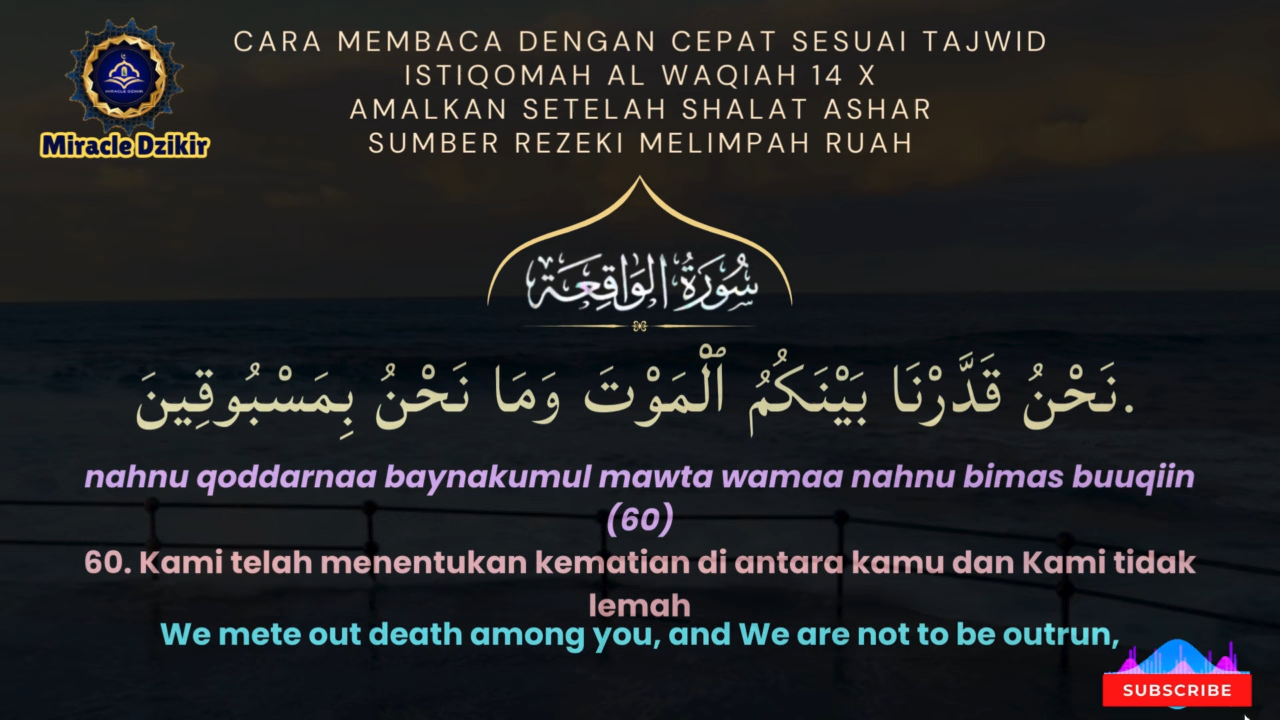 CARA MEMBACA DENGAN CEPAT SESUAI TAJWID
ISTIQOMAH AL WAQIAH 14 X
AMALKAN SETELAH SHALAT ASHAR
SUMBER REZEKI MELIMPAH RUAH
MIRACLE DZIKIR
Miracle Dzikir
سُورَةُ الوَاقِعَة
نَحْنُ قَدَّرْنَا بَيْنَكُمُ ٱلْمَوْتَ وَمَا نَحْنُ بِمَسْبُوقِينَ.
nahnu qoddarnaa baynakumul mawta wamaa nahnu bimas buuqiin
(60)
60. Kami telah menentukan kematian di antara kamu dan Kami tidak
lemah
We mete out death among you, and We are not to be outrun,
SUBSCRIBE